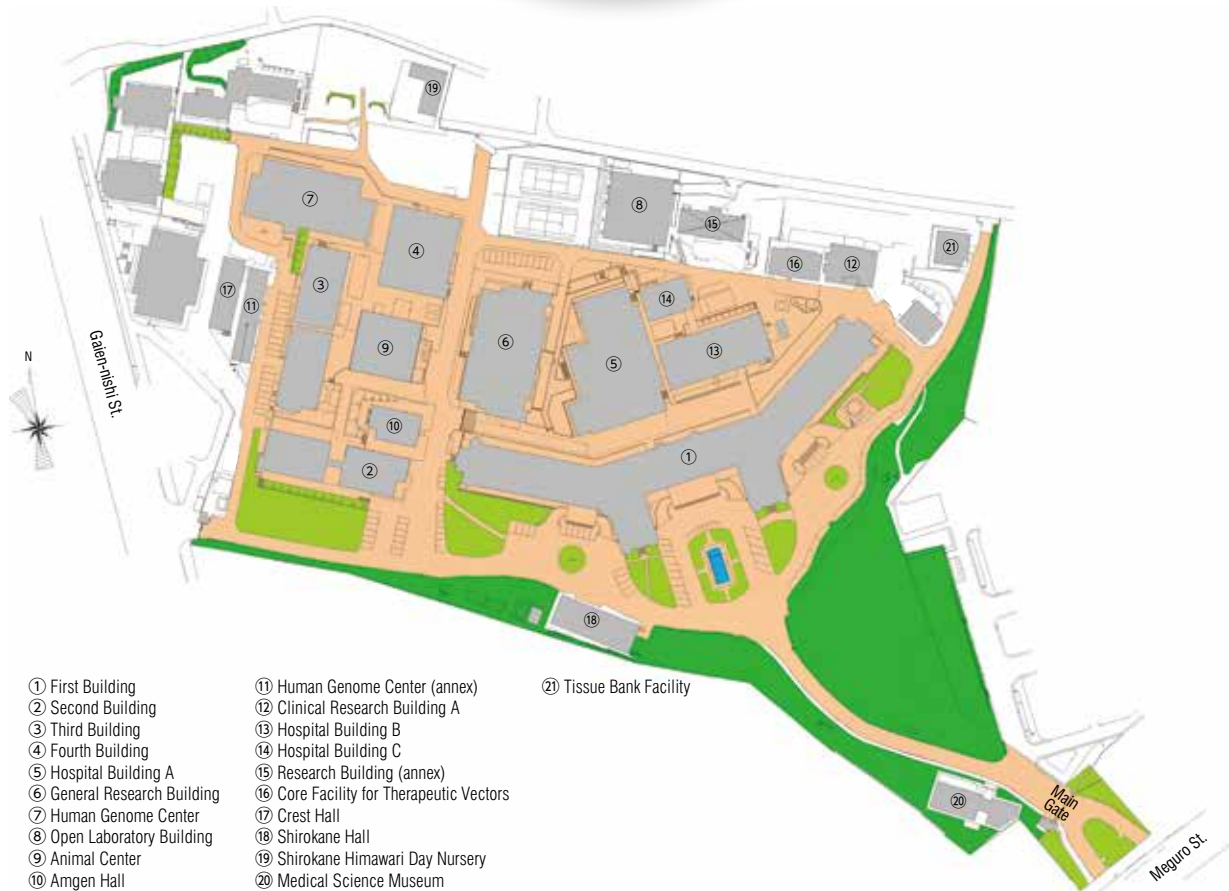 ⑲
⑦
⑧
⑮
④
㉑
⑯
⑫
⑰
③
⑭
⑪
⑥
⑨
⑬
⑤
Gaien-nishi St.
N
⑩
①
②
⑱
① First Building
② Second Building
③ Third Building
④ Fourth Building
⑤ Hospital Building A
⑥ General Research Building
⑦ Human Genome Center
⑧ Open Laboratory Building
⑨ Animal Center
⑩ Amgen Hall
⑪ Human Genome Center (annex)
⑫ Clinical Research Building A
⑬ Hospital Building B
⑭ Hospital Building C
⑮ Research Building (annex)
⑯ Core Facility for Therapeutic Vectors
⑰ Crest Hall
⑱ Shirokane Hall
⑲ Shirokane Himawari Day Nursery
⑳ Medical Science Museum
㉑ Tissue Bank Facility
⑳
Main
Gate
Meguro St.